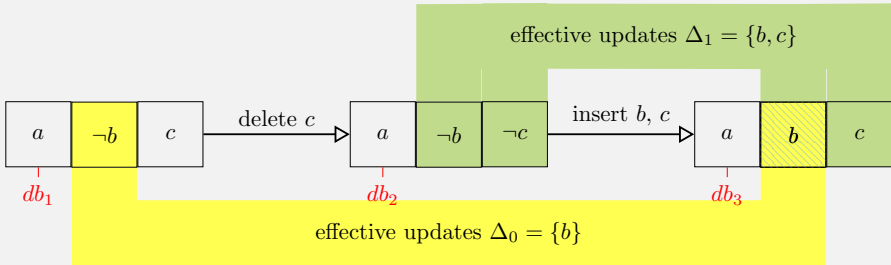 effective updates Δ₁ = {b, c}
a ¬b c delete c a ¬b ¬c insert b, c a b c
db₁ db₂ db₃
effective updates Δ₀ = {b}